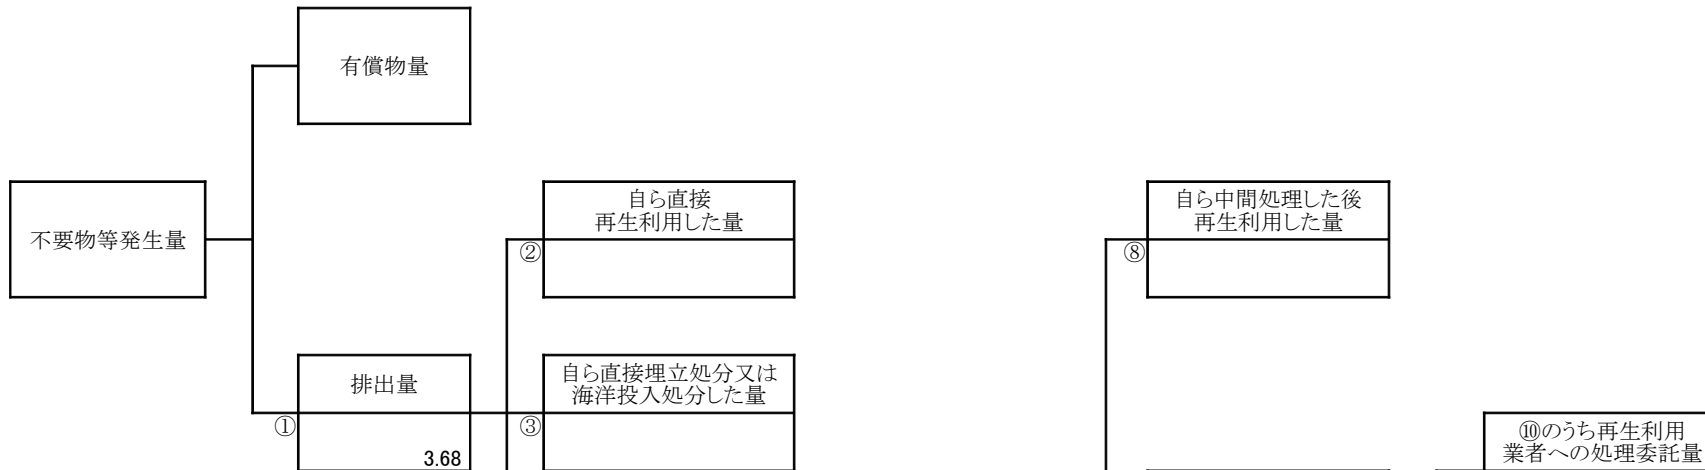 有償物量
不要物等発生量
自ら直接
再生利用した量
②
自ら中間処理した後
再生利用した量
⑧
排出量
①
3.68
自ら直接埋立処分又は
海洋投入処分した量
③
⑩のうち再生利用
業者への処理委託量